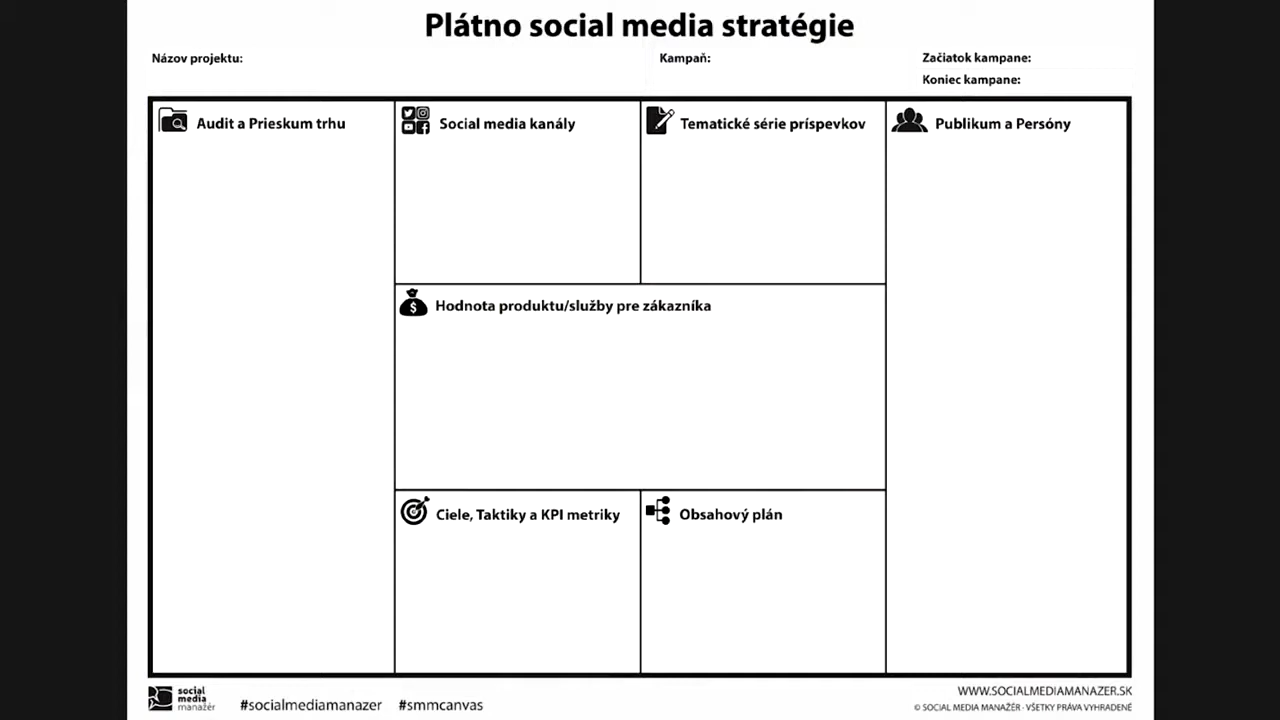 Plátno social media stratégie
Názov projektu:
Kampaň:
Začiatok kampane:
Koniec kampane:
Audit a Prieskum trhu
Social media kanály
Tematické série príspevkov
Publikum a Persóny
Hodnota produktu/služby pre zákazníka
Ciele, Taktiky a KPI metriky
Obsahový plán
social
media
manažér
#socialmediamanazer #smmcanvas
WWW.SOCIALMEDIAMANAZER.SK
© SOCIAL MEDIA MANAŽÉR · VŠETKY PRÁVA VYHRADENÉ